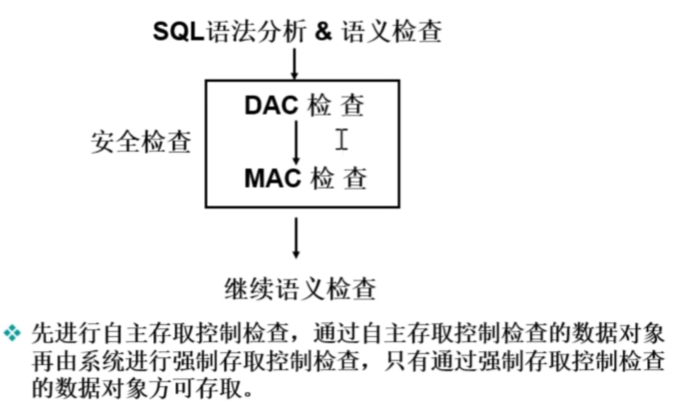 SQL语法分析 & 语义检查
DAC 检 查
安全检查
MAC 检 查
继续语义检查
先进行自主存取控制检查，通过自主存取控制检查的数据对象
再由系统进行强制存取控制检查，只有通过强制存取控制检查
的数据对象方可存取。